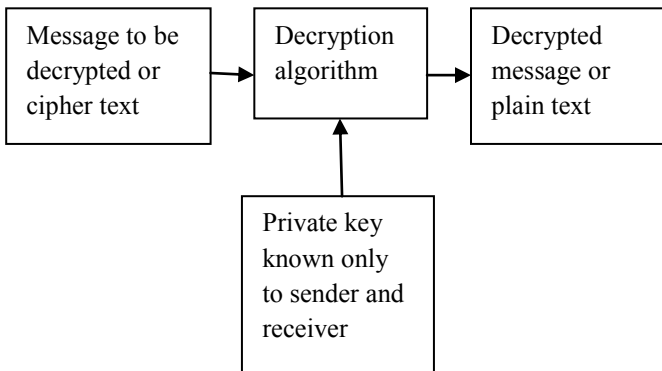 Message to be
decrypted or
cipher text
Decryption
algorithm
Decrypted
message or
plain text
Private key
known only
to sender and
receiver